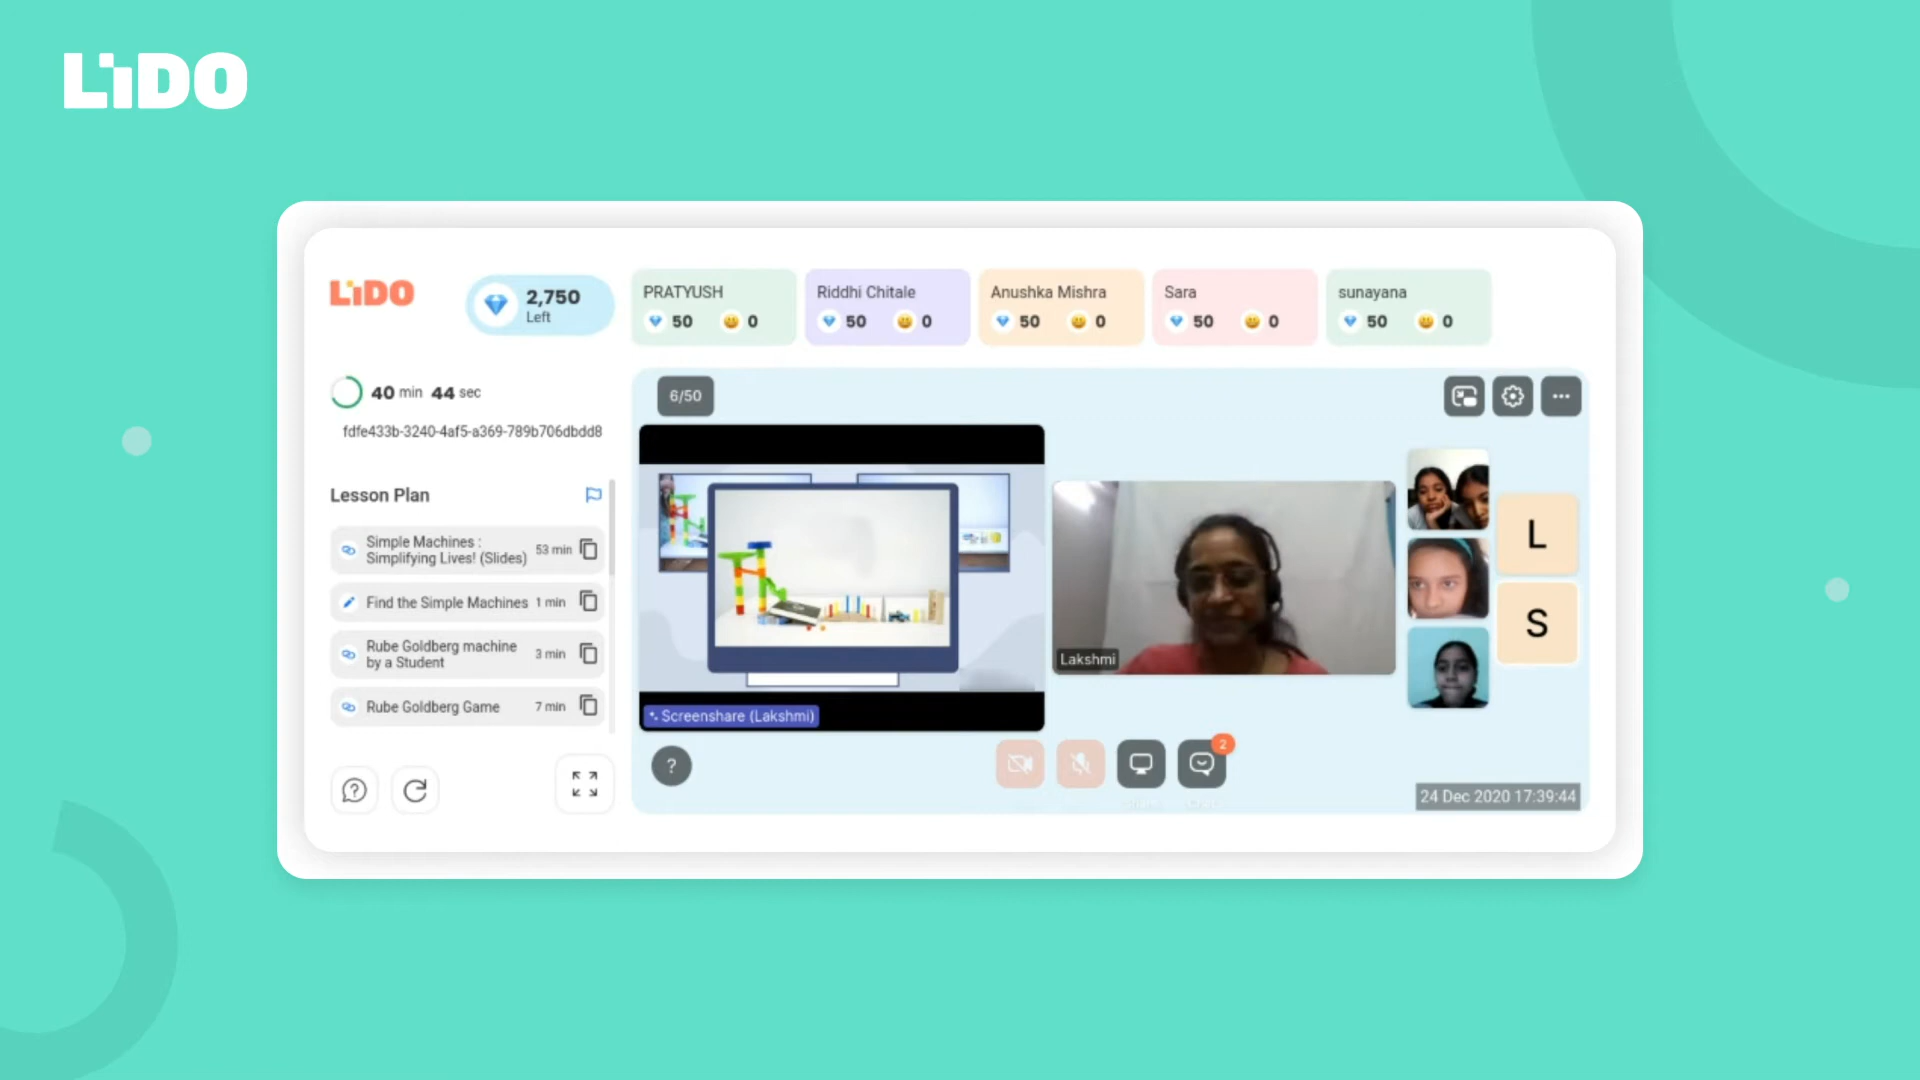 LiDO
LiDO
2,750
Left
PRATYUSH
50 0
Riddhi Chitale
50 0
Anushka Mishra
50 0
Sara
50 0
sunayana
50 0
40 min 44 sec
fdfe433b-3240-4af5-a369-789b706dbdd8
Lesson Plan
Simple Machines :
Simplifying Lives! (Slides) 53 min
Find the Simple Machines 1 min
Rube Goldberg machine
by a Student 3 min
Rube Goldberg Game 7 min
6/50
Screenshare (Lakshmi)
Lakshmi
L
S
?
2
24 Dec 2020 17:39:44